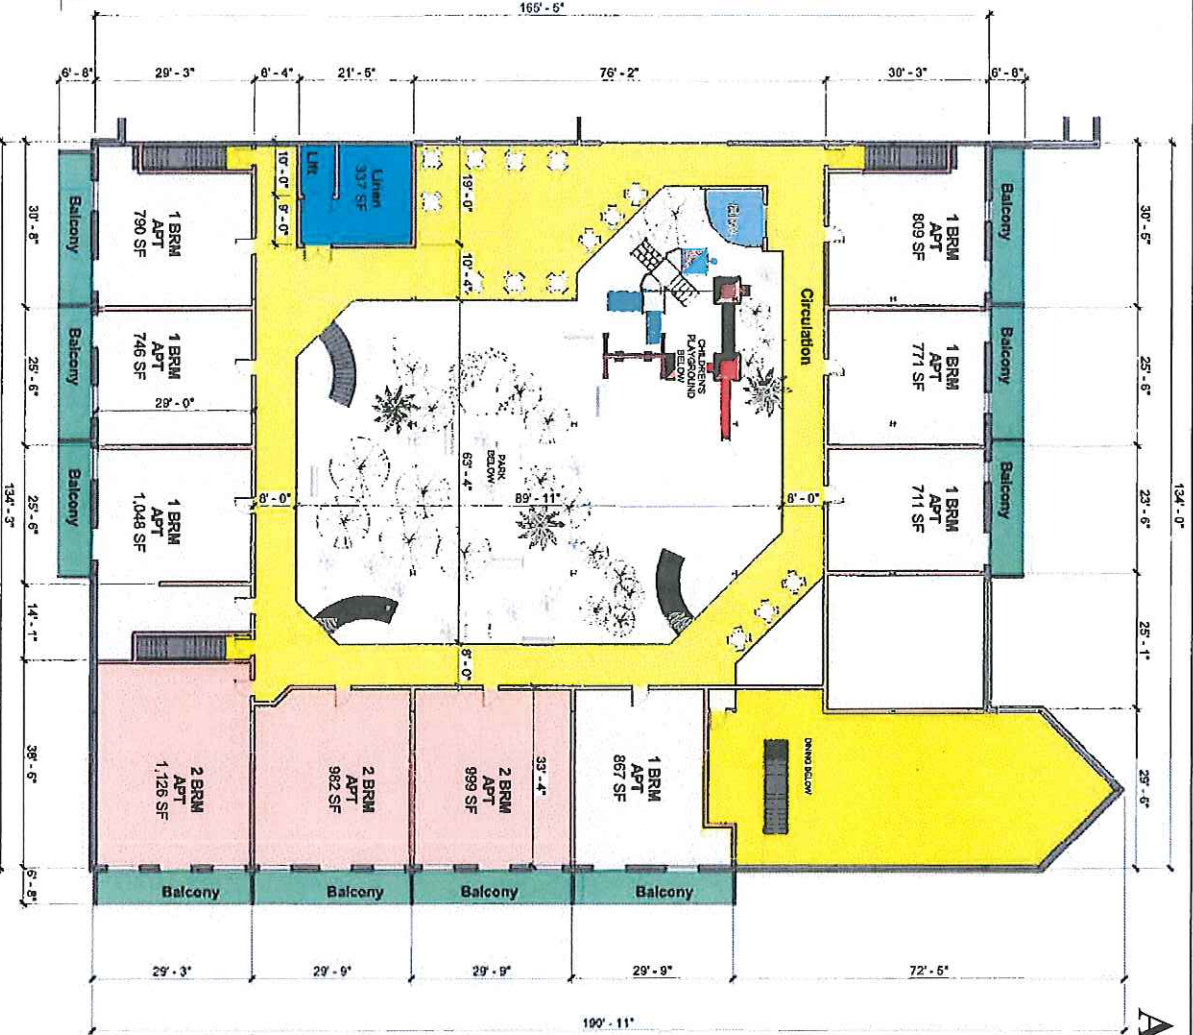 165' - 5"
6' - 8"
29' - 3"
6' - 4"
21' - 5"
76' - 2"
30' - 3"
6' - 8"
134' - 0"
30' - 5"
25' - 6"
23' - 6"
25' - 1"
29' - 6"
134' - 3"
30' - 8"
25' - 6"
25' - 6"
14' - 1"
38' - 6"
6' - 8"
Balcony
Balcony
Balcony
1 BRM
APT
790 SF
1 BRM
APT
746 SF
29' - 0"
1 BRM
APT
1,048 SF
10' - 0"
9' - 0"
Lift
Linen
337 SF
19' - 0"
10' - 4"
CHILDREN'S
PLAYGROUND
BELOW
Circulation
1 BRM
APT
809 SF
1 BRM
APT
771 SF
1 BRM
APT
711 SF
Balcony
Balcony
Balcony
PARK
BELOW
63' - 4"
89' - 11"
8' - 0"
8' - 0"
8' - 0"
2 BRM
APT
1,126 SF
2 BRM
APT
982 SF
2 BRM
APT
999 SF
33' - 4"
1 BRM
APT
867 SF
DINING BELOW
Balcony
Balcony
Balcony
Balcony
29' - 3"
29' - 9"
29' - 9"
29' - 9"
72' - 5"
190' - 11"
A